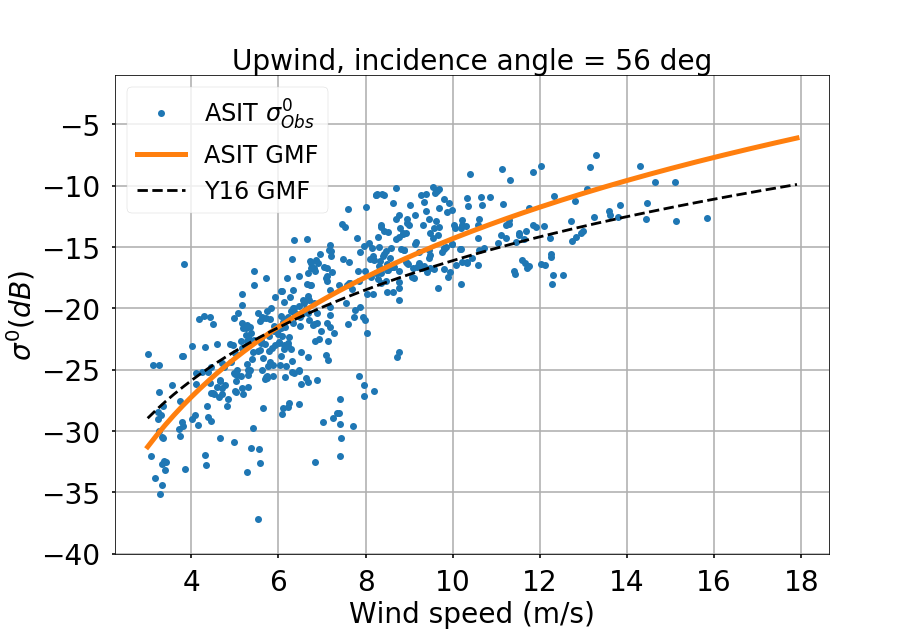 Upwind, incidence angle = 56 deg
ASIT σ⁰_Obs
ASIT GMF
Y16 GMF
−5
−10
−15
−20
−25
−30
−35
−40
σ⁰(dB)
4 6 8 10 12 14 16 18
Wind speed (m/s)